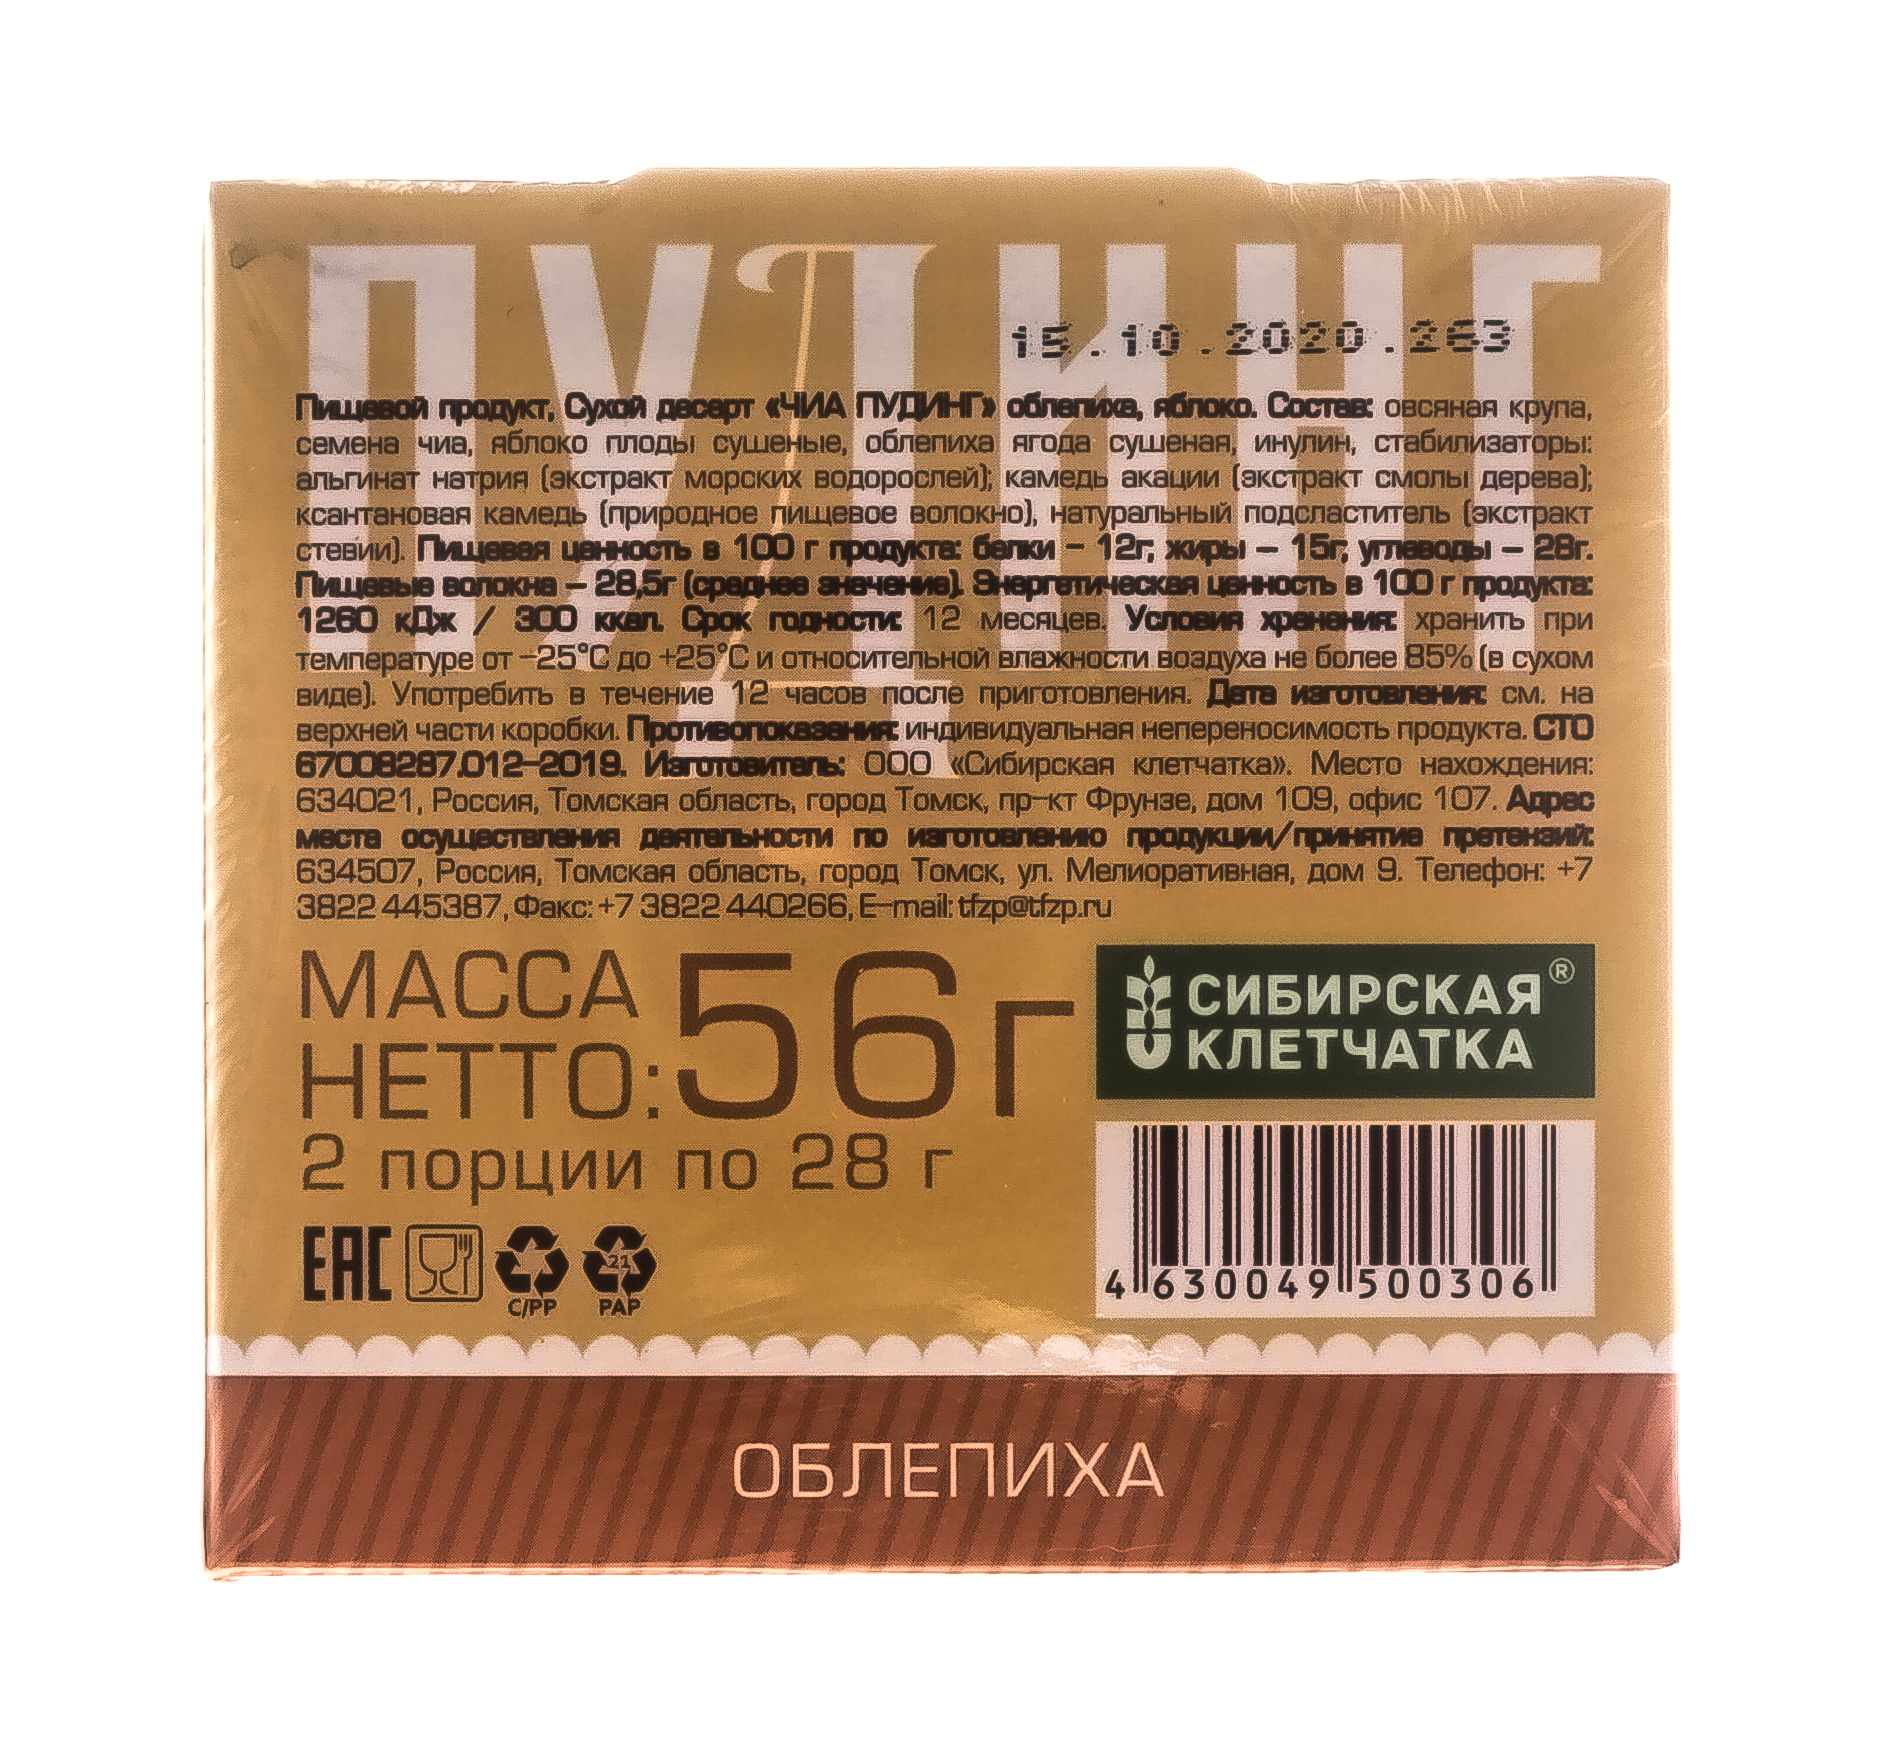 ПУДИНГ
15.10.2020.263
Пищевой продукт, Сухой десерт «ЧИА ПУДИНГ» облепиха, яблоко. Состав: овсяная крупа,
семена чиа, яблоко плоды сушеные, облепиха ягода сушеная, инулин, стабилизаторы:
альгинат натрия (экстракт морских водорослей); камедь акации (экстракт смолы дерева);
ксантановая камедь (природное пищевое волокно), натуральный подсластитель (экстракт
стевии). Пищевая ценность в 100 г продукта: белки – 12г; жиры – 15г; углеводы – 28г.
Пищевые волокна – 28,5г (среднее значение). Энергетическая ценность в 100 г продукта:
1260 кДж / 300 ккал. Срок годности: 12 месяцев. Условия хранения: хранить при
температуре от –25°С до +25°С и относительной влажности воздуха не более 85% (в сухом
виде). Употребить в течение 12 часов после приготовления. Дата изготовления: см. на
верхней части коробки. Противопоказания: индивидуальная непереносимость продукта. СТО
67008287.012–2019. Изготовитель: ООО «Сибирская клетчатка». Место нахождения:
634021, Россия, Томская область, город Томск, пр–кт Фрунзе, дом 109, офис 107. Адрес
места осуществления деятельности по изготовлению продукции/принятие претензий:
634507, Россия, Томская область, город Томск, ул. Мелиоративная, дом 9. Телефон: +7
3822 445387, Факс: +7 3822 440266, E–mail: tfzp@tfzp.ru
МАССА
НЕТТО: 56г
2 порции по 28 г
СИБИРСКАЯ®
КЛЕТЧАТКА
EAC
21
C/PP PAP
4 630049 500306
ОБЛЕПИХА